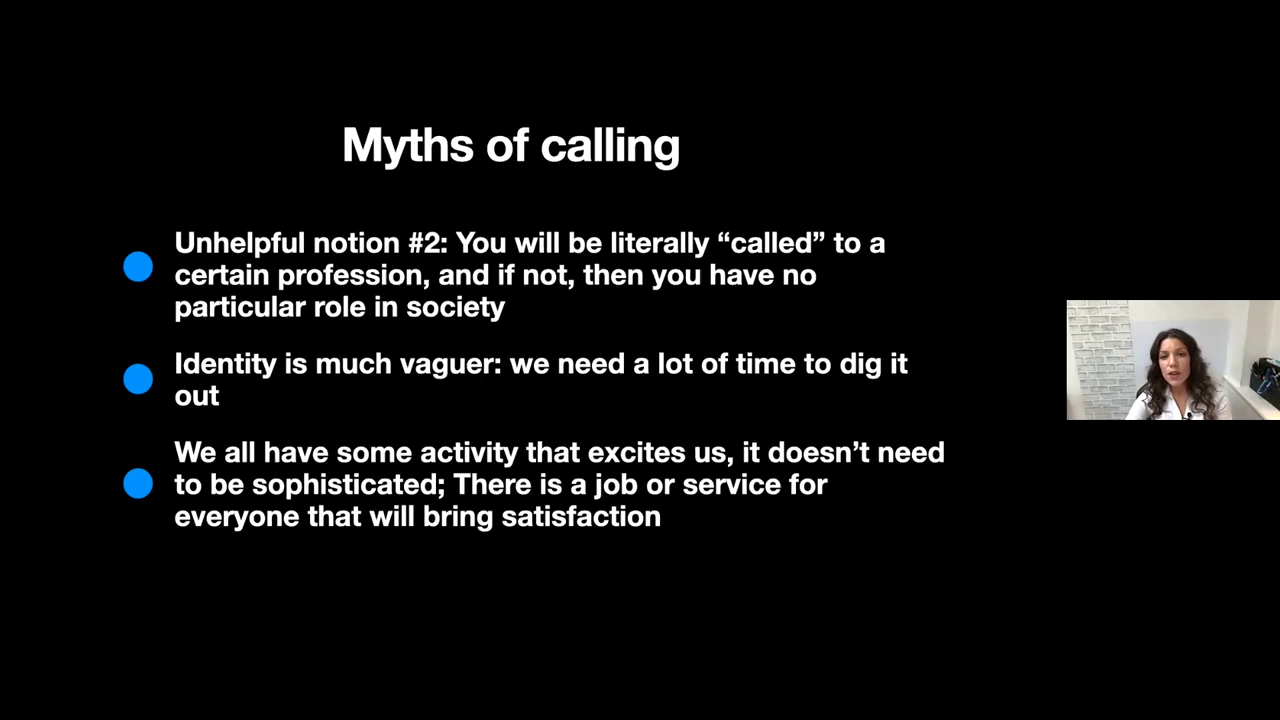 Myths of calling
Unhelpful notion #2: You will be literally “called” to a
certain profession, and if not, then you have no
particular role in society
Identity is much vaguer: we need a lot of time to dig it
out
We all have some activity that excites us, it doesn’t need
to be sophisticated; There is a job or service for
everyone that will bring satisfaction